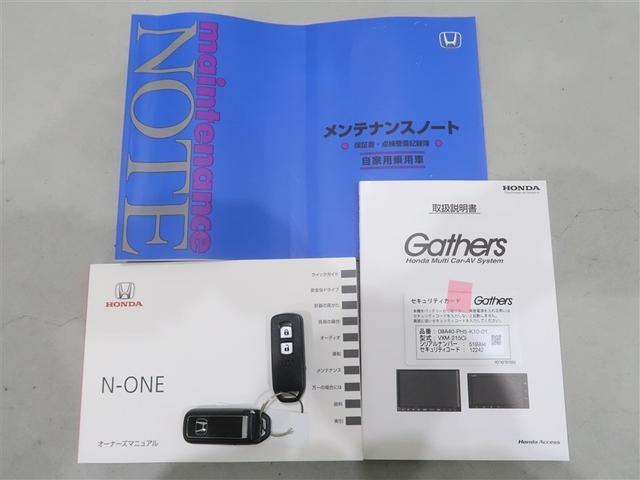 maintenance
NOTE
メンテナンスノート
保証書・点検整備記録簿
自家用乗用車
HONDA
取扱説明書
Gathers
Honda Multi Car-AV System
セキュリティカード Gathers
品番：08A40-PH5-K10-01
型式：VXM-215Ci
シリアルナンバー：
セキュリティコード：12242
Honda Access
HONDA
N-ONE
オーナーズマニュアル
クイックガイド
安全なドライブ
計器の見かた
各部の操作
オーディオ
運転
メンテナンス
万一の場合には
資料
索引